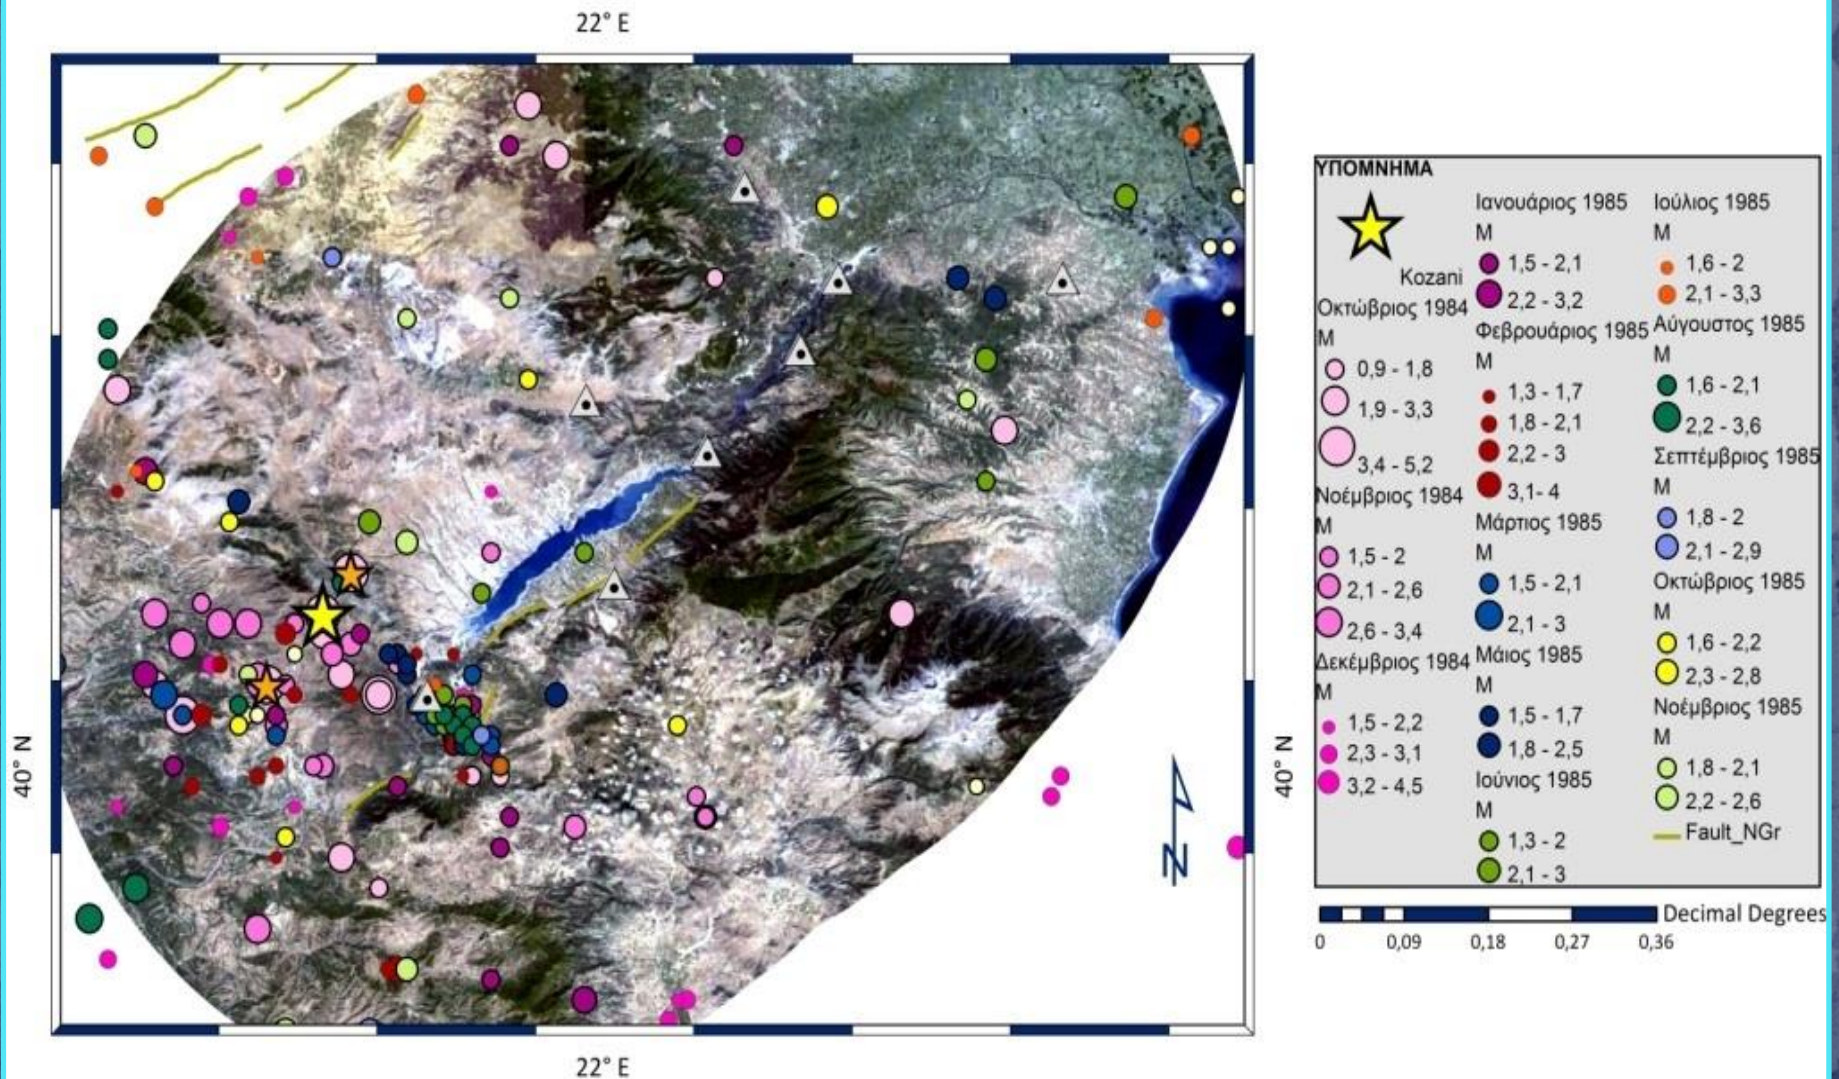 22° E
40° N
40° N
22° E
N
ΥΠΟΜΝΗΜΑ
Kozani
Οκτώβριος 1984
M
0,9 - 1,8
1,9 - 3,3
3,4 - 5,2
Νοέμβριος 1984
M
1,5 - 2
2,1 - 2,6
2,6 - 3,4
Δεκέμβριος 1984
M
1,5 - 2,2
2,3 - 3,1
3,2 - 4,5
Ιανουάριος 1985
M
1,5 - 2,1
2,2 - 3,2
Φεβρουάριος 1985
M
1,3 - 1,7
1,8 - 2,1
2,2 - 3
3,1- 4
Μάρτιος 1985
M
1,5 - 2,1
2,1 - 3
Μάιος 1985
M
1,5 - 1,7
1,8 - 2,5
Ιούνιος 1985
M
1,3 - 2
2,1 - 3
Ιούλιος 1985
M
1,6 - 2
2,1 - 3,3
Αύγουστος 1985
M
1,6 - 2,1
2,2 - 3,6
Σεπτέμβριος 1985
M
1,8 - 2
2,1 - 2,9
Οκτώβριος 1985
M
1,6 - 2,2
2,3 - 2,8
Νοέμβριος 1985
M
1,8 - 2,1
2,2 - 2,6
Fault_NGr
Decimal Degrees
0 0,09 0,18 0,27 0,36